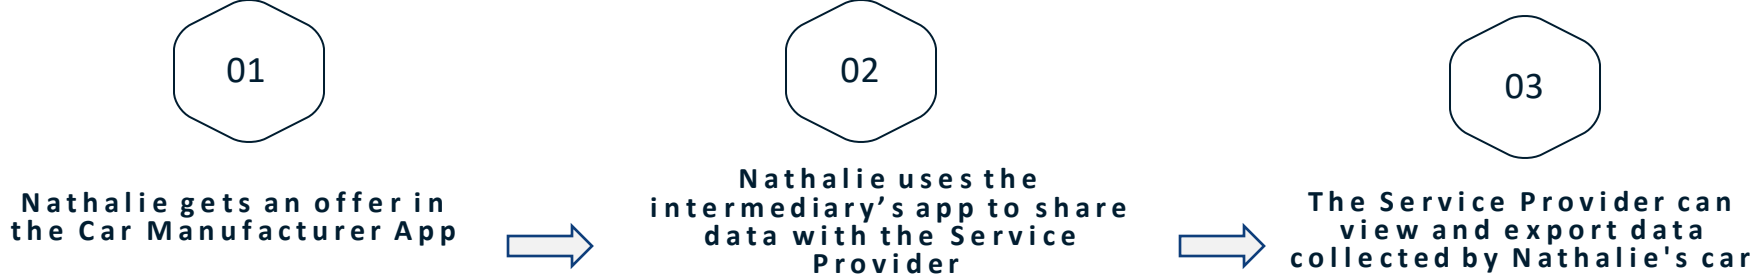 01
Nathalie gets an offer in
the Car Manufacturer App
02
Nathalie uses the
intermediary’s app to share
data with the Service
Provider
03
The Service Provider can
view and export data
collected by Nathalie's car